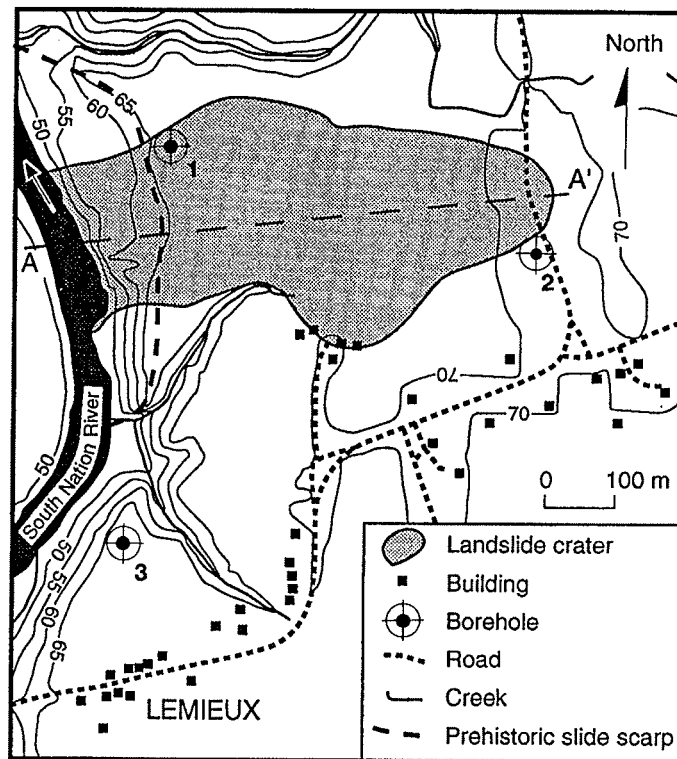 North
50
55
60
65
1
A
A'
2
70
70
70
South Nation River
50
3
50
55
60
65
0 100 m
LEMIEUX
Landslide crater
Building
Borehole
Road
Creek
Prehistoric slide scarp